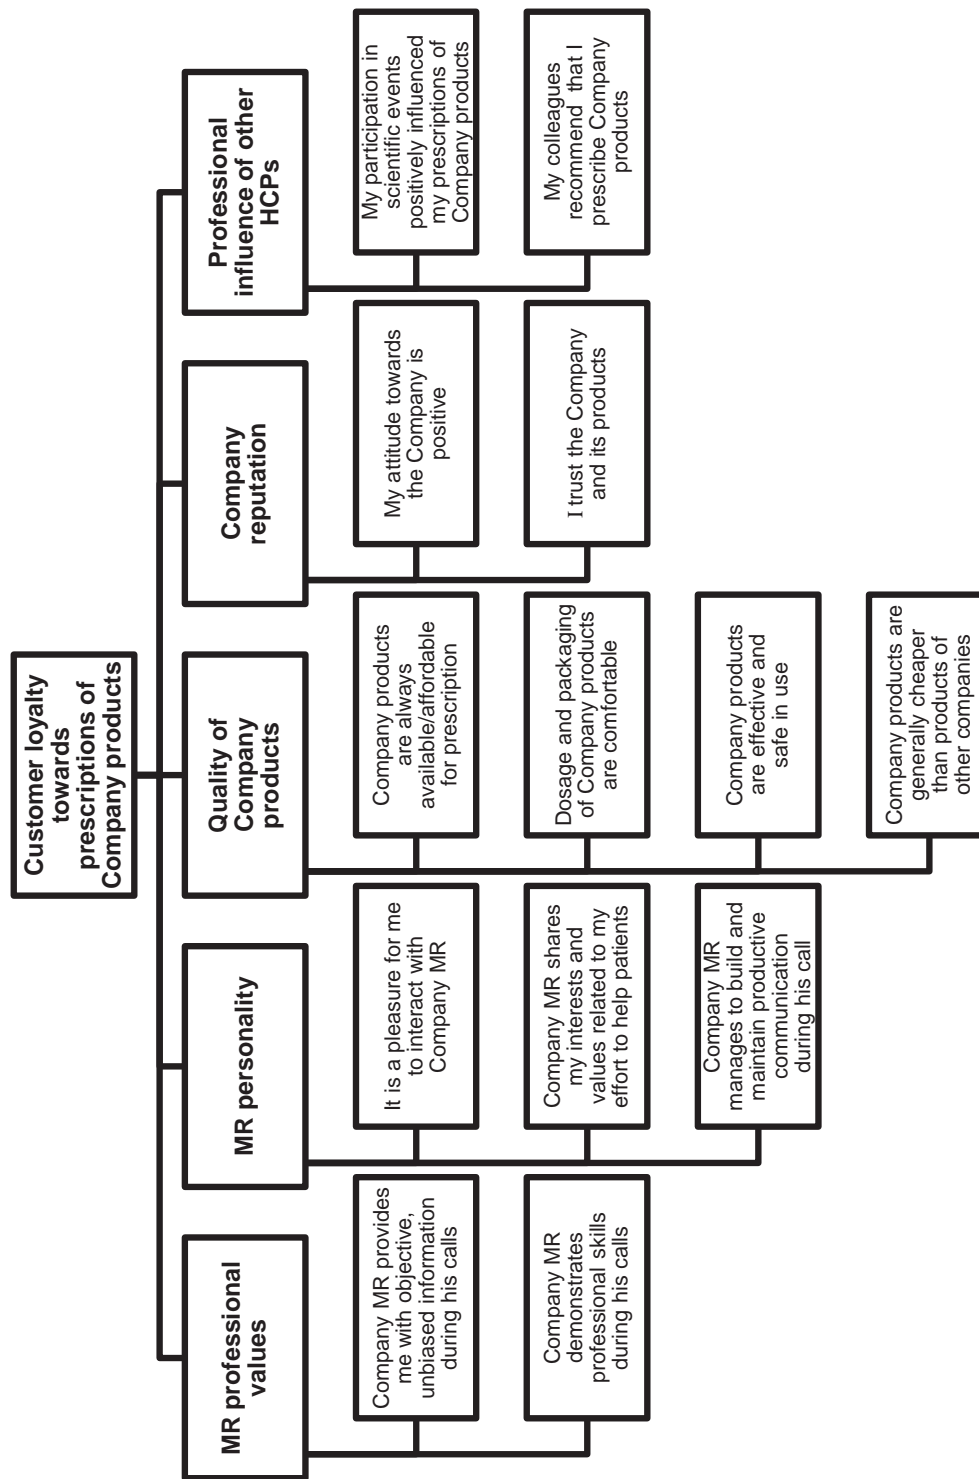 Customer loyalty
towards
prescriptions of
Company products
MR professional
values
Company MR provides
me with objective,
unbiased information
during his calls
Company MR
demonstrates
professional skills
during his calls
MR personality
It is a pleasure for me
to interact with
Company MR
Company MR shares
my interests and
values related to my
effort to help patients
Company MR
manages to build and
maintain productive
communication
during his call
Quality of
Company
products
Company products
are always
available/affordable
for prescription
Dosage and packaging
of Company products
are comfortable
Company products
are effective and
safe in use
Company products are
generally cheaper
than products of
other companies
Company
reputation
My attitude towards
the Company is
positive
I trust the Company
and its products
Professional
influence of other
HCPs
My participation in
scientific events
positively influenced
my prescriptions of
Company products
My colleagues
recommend that I
prescribe Company
products